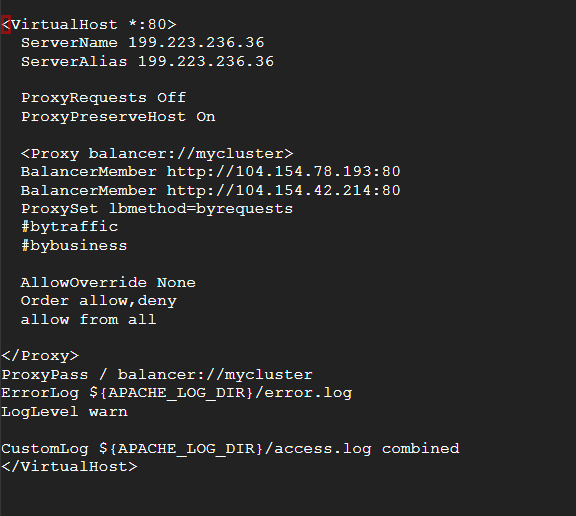 <VirtualHost *:80>
ServerName 199.223.236.36
ServerAlias 199.223.236.36
ProxyRequests Off
ProxyPreserveHost On
<Proxy balancer://mycluster>
BalancerMember http://104.154.78.193:80
BalancerMember http://104.154.42.214:80
ProxySet lbmethod=byrequests
#bytraffic
#bybusiness
AllowOverride None
Order allow,deny
allow from all
</Proxy>
ProxyPass / balancer://mycluster
ErrorLog ${APACHE_LOG_DIR}/error.log
LogLevel warn
CustomLog ${APACHE_LOG_DIR}/access.log combined
</VirtualHost>